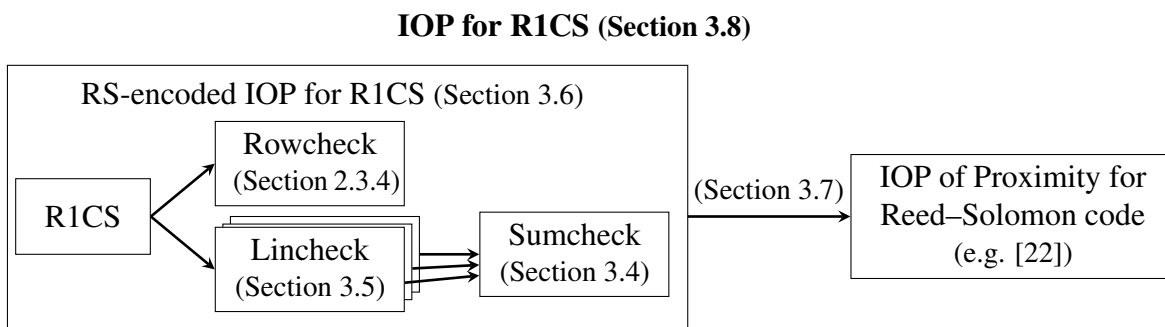 IOP for R1CS (Section 3.8)
RS-encoded IOP for R1CS (Section 3.6)
R1CS
Rowcheck
(Section 2.3.4)
Lincheck
(Section 3.5)
Sumcheck
(Section 3.4)
(Section 3.7)
IOP of Proximity for
Reed–Solomon code
(e.g. [22])